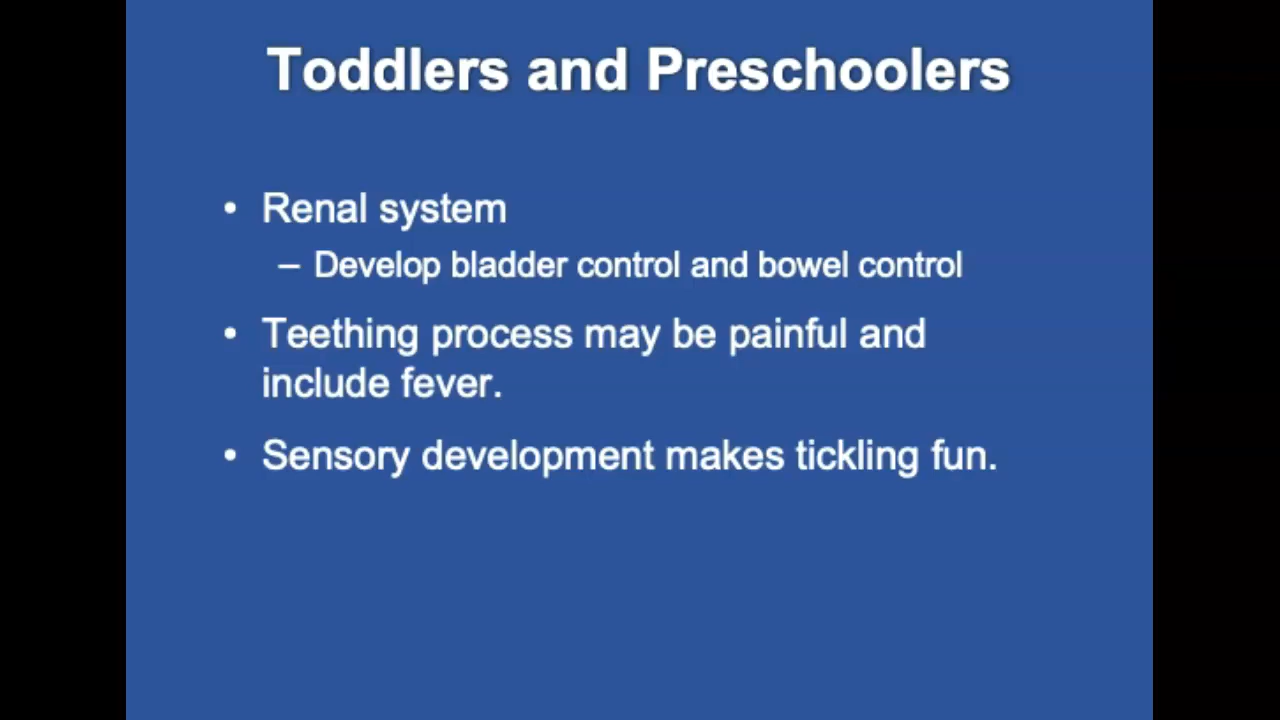 Toddlers and Preschoolers
• Renal system
– Develop bladder control and bowel control
• Teething process may be painful and
include fever.
• Sensory development makes tickling fun.